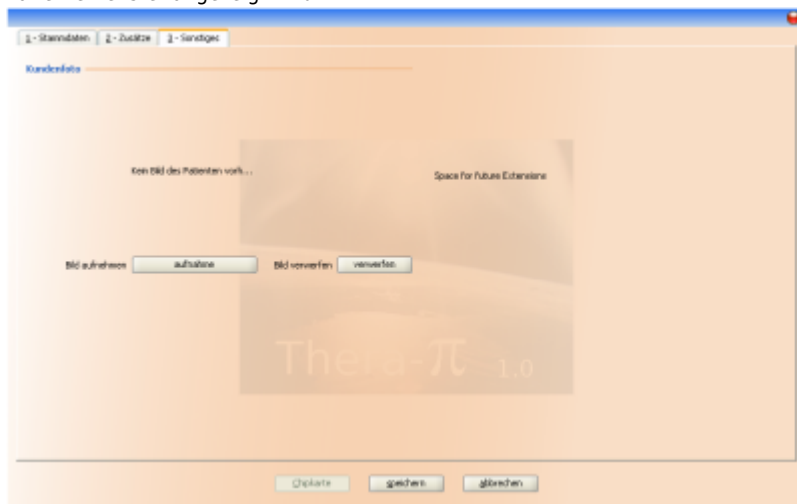 1 - Stammdaten 2 - Zusätze 3 - Sonstiges
Kundenfoto
Kein Bild des Patienten vorh...
Space for future Extensions
Bild aufnehmen aufnahme Bild verwerfen verwerfen
Thera-π 1.0
Chipkarte speichern abbrechen